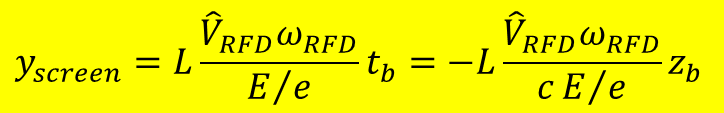 y_screen = L (V̂_RFD ω_RFD)/(E/e) t_b = −L (V̂_RFD ω_RFD)/(c E/e) z_b